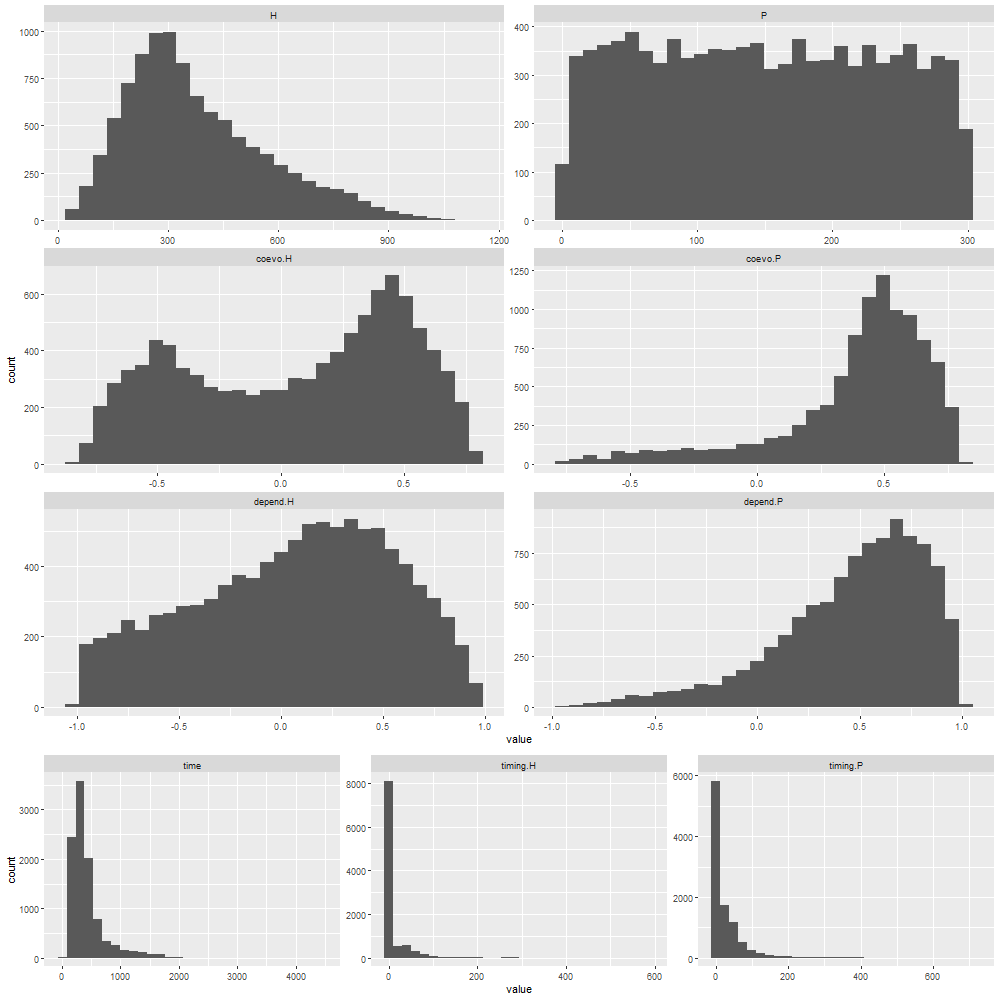 H P
1000
750
500
250
0
0 300 600 900 1200
400
300
200
100
0
0 100 200 300
coevo.H coevo.P
600
400
200
0
-0.5 0.0 0.5
1250
1000
750
500
250
0
-0.5 0.0 0.5
count
depend.H depend.P
400
200
0
-1.0 -0.5 0.0 0.5 1.0
750
500
250
0
-1.0 -0.5 0.0 0.5 1.0
value
time timing.H timing.P
3000
2000
1000
0
0 1000 2000 3000 4000
8000
6000
4000
2000
0
0 200 400 600
6000
4000
2000
0
0 200 400 600
count
value